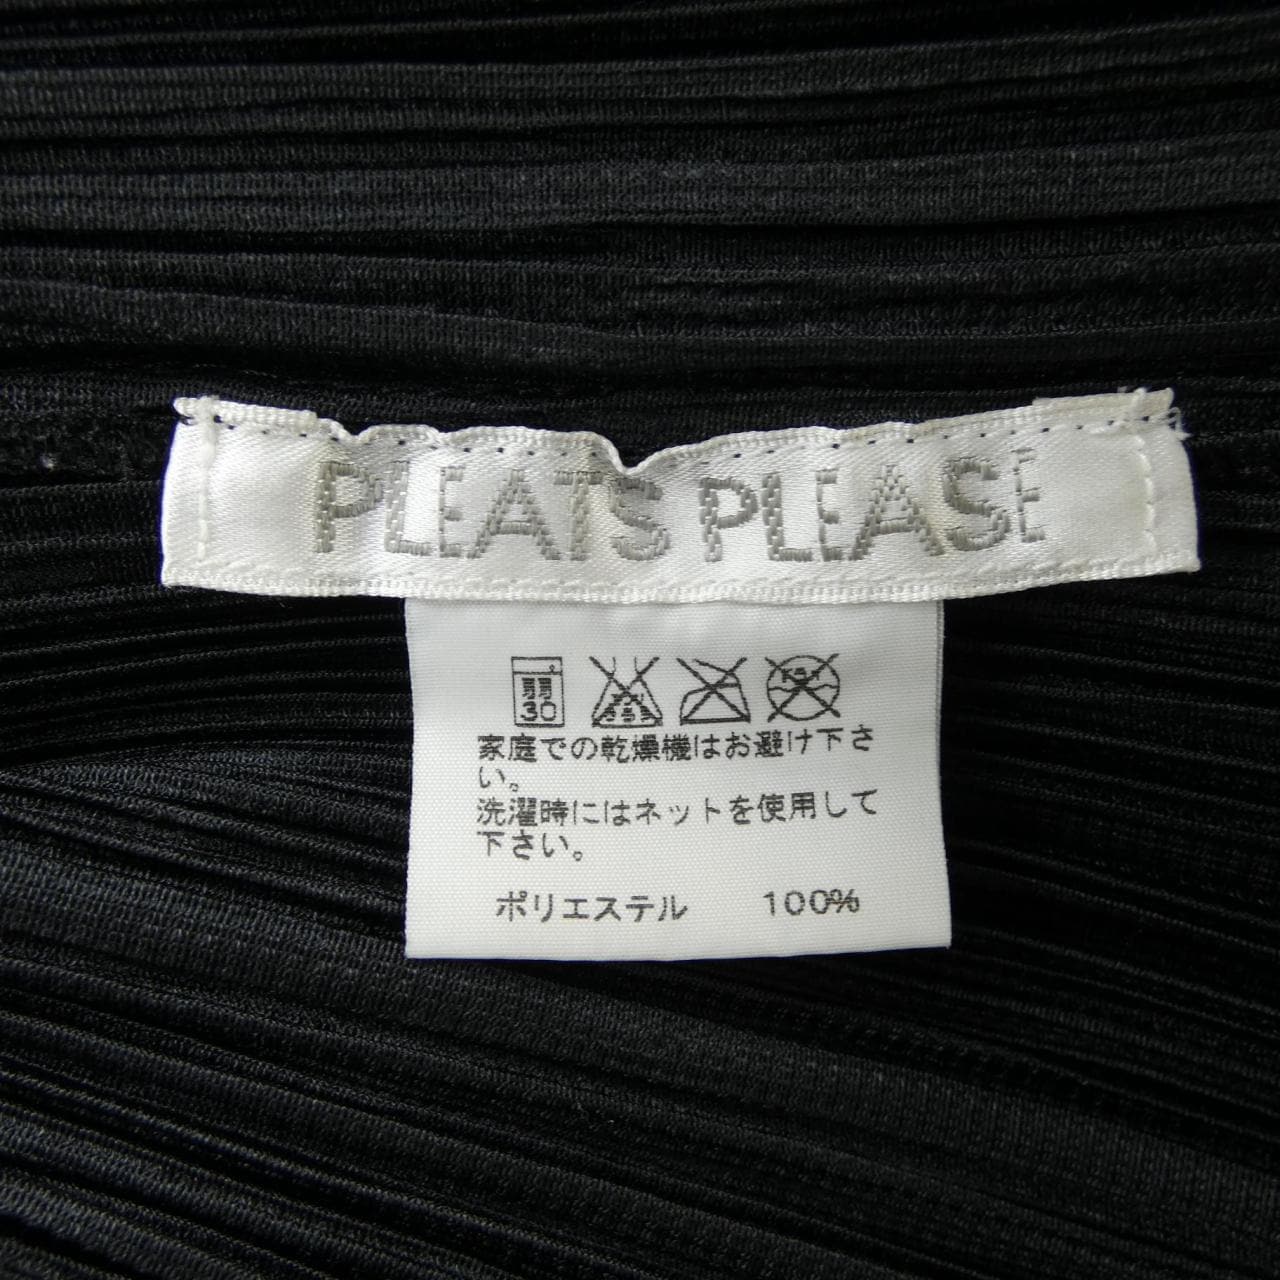 PLEATS PLEASE
弱
30
家庭での乾燥機はお避け下さ
い。
洗濯時にはネットを使用して
下さい。
ポリエステル 100%